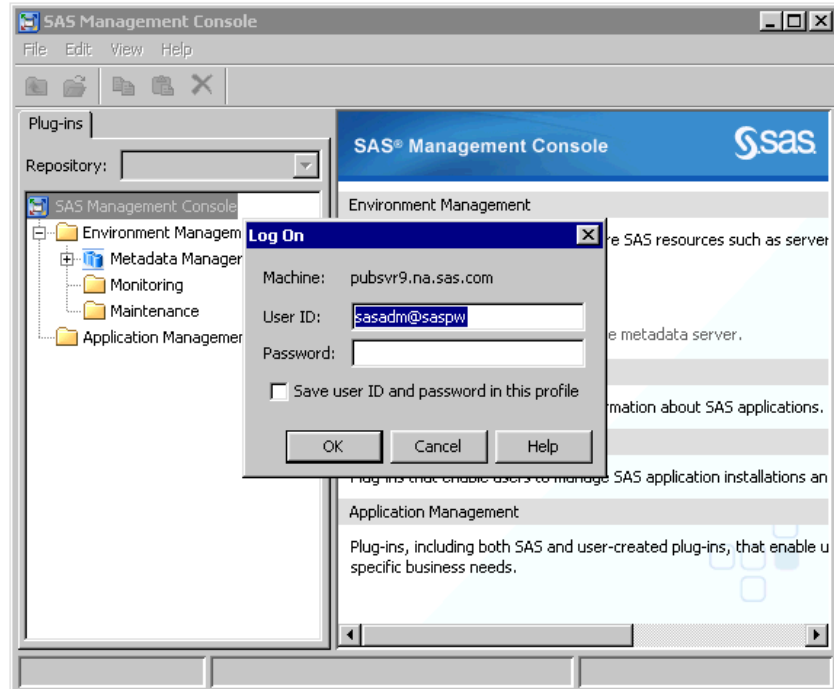 SAS Management Console
File Edit View Help
Plug-ins
Repository:
SAS Management Console
Environment Managem
Metadata Manager
Monitoring
Maintenance
Application Managemer
SAS® Management Console
sas
Environment Management
re SAS resources such as server
e metadata server.
rmation about SAS applications.
Plug-ins that enable users to manage SAS application installations an
Application Management
Plug-ins, including both SAS and user-created plug-ins, that enable u
specific business needs.
Log On
Machine: pubsvr9.na.sas.com
User ID: sasadm@saspw
Password:
Save user ID and password in this profile
OK Cancel Help